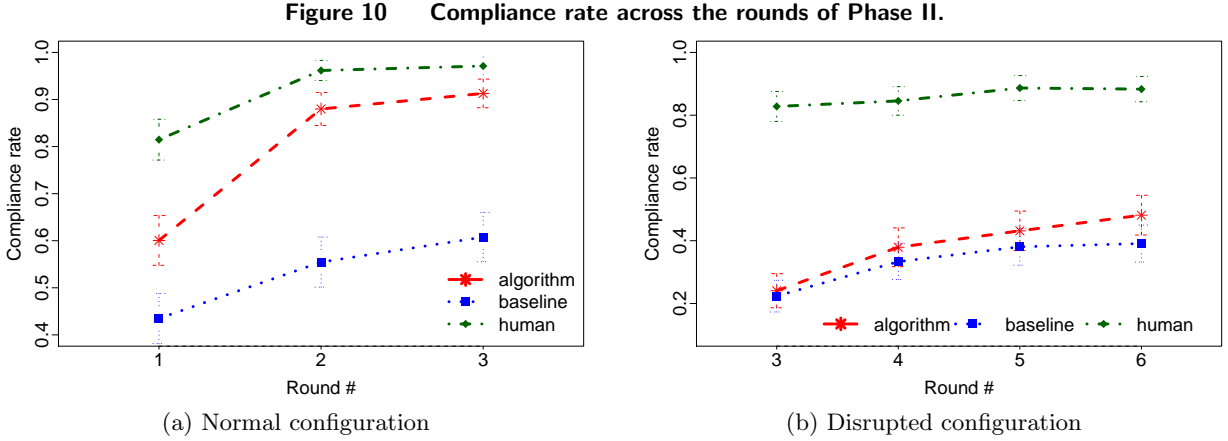 Figure 10 Compliance rate across the rounds of Phase II.
Compliance rate
1.0
0.9
0.8
0.7
0.6
0.5
0.4
algorithm
baseline
human
1 2 3
Round #
(a) Normal configuration
Compliance rate
1.0
0.8
0.6
0.4
0.2
algorithm baseline human
3 4 5 6
Round #
(b) Disrupted configuration